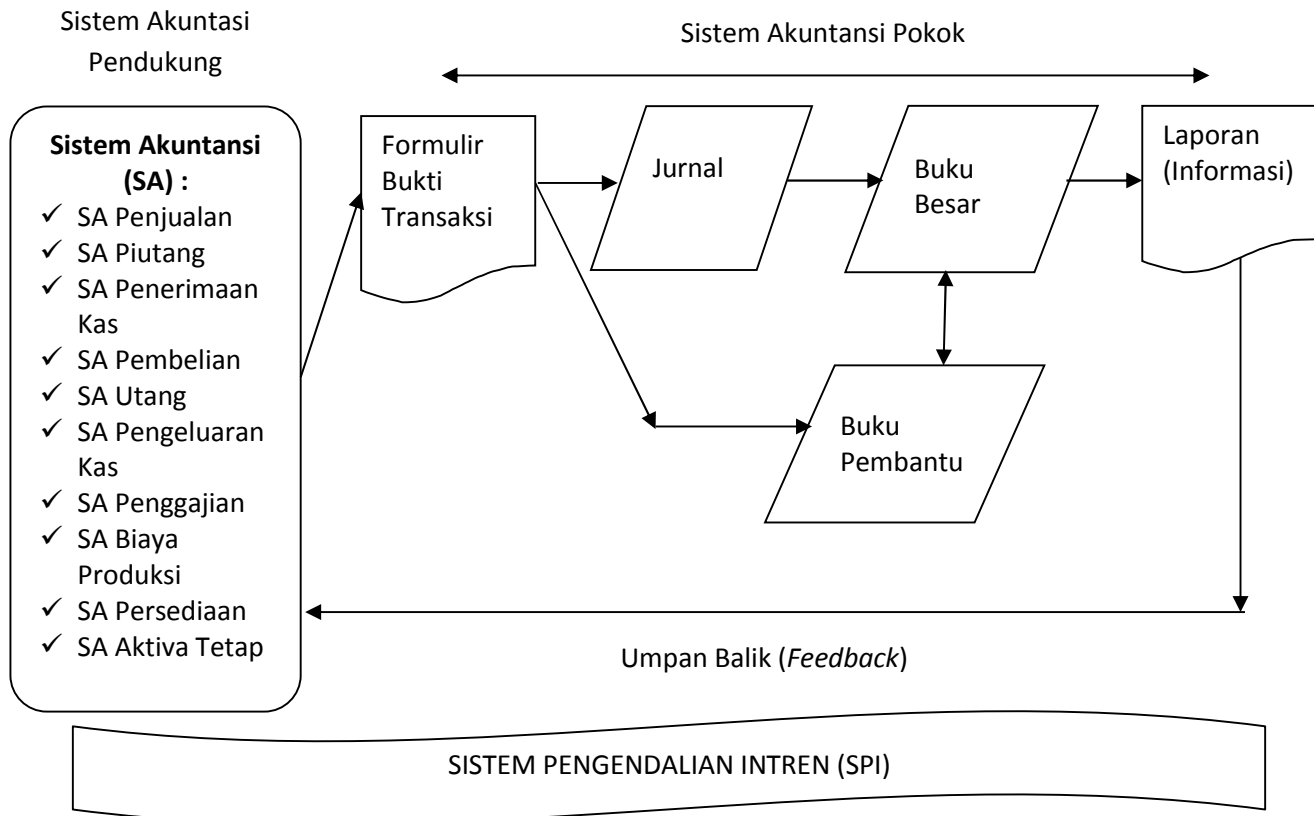 Sistem Akuntasi
Pendukung
Sistem Akuntansi Pokok
Sistem Akuntansi
(SA) :
✓ SA Penjualan
✓ SA Piutang
✓ SA Penerimaan
Kas
✓ SA Pembelian
✓ SA Utang
✓ SA Pengeluaran
Kas
✓ SA Penggajian
✓ SA Biaya
Produksi
✓ SA Persediaan
✓ SA Aktiva Tetap
Formulir
Bukti
Transaksi
Jurnal
Buku
Besar
Laporan
(Informasi)
Buku
Pembantu
Umpan Balik (Feedback)
SISTEM PENGENDALIAN INTREN (SPI)